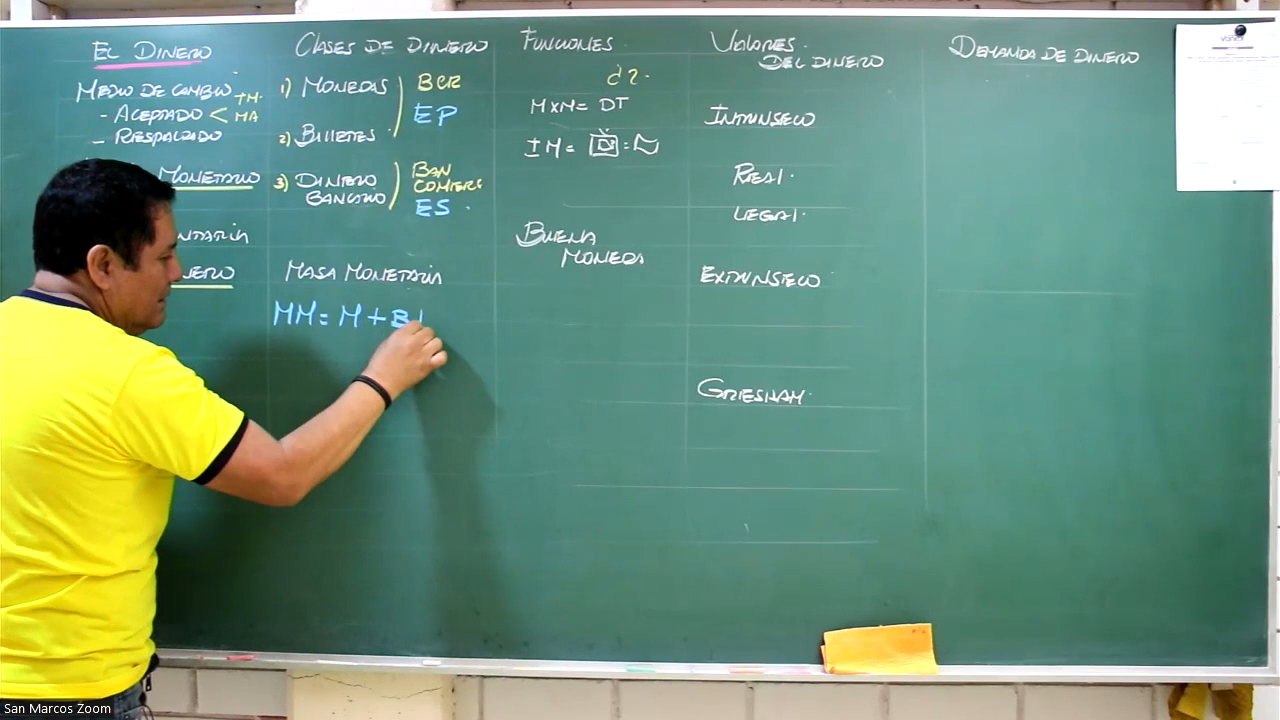 EL DINERO
MEDIO DE CAMBIO
- ACEPTADO < +M.
MA
- RESPALDADO
MONETARIO
CLASES DE DINERO
1) MONEDAS
2) BILLETES
BCR
EP
3) DINERO
BANCARIO
BAN
COMERC
ES
MASA MONETARIA
MM = M + B
FUNCIONES
M x M = DT
± M =
BUENA
MONEDA
VALORES
DEL DINERO
INTRINSECO
REAL
LEGAL
EXTRINSECO
GRESHAM
DEMANDA DE DINERO
San Marcos Zoom